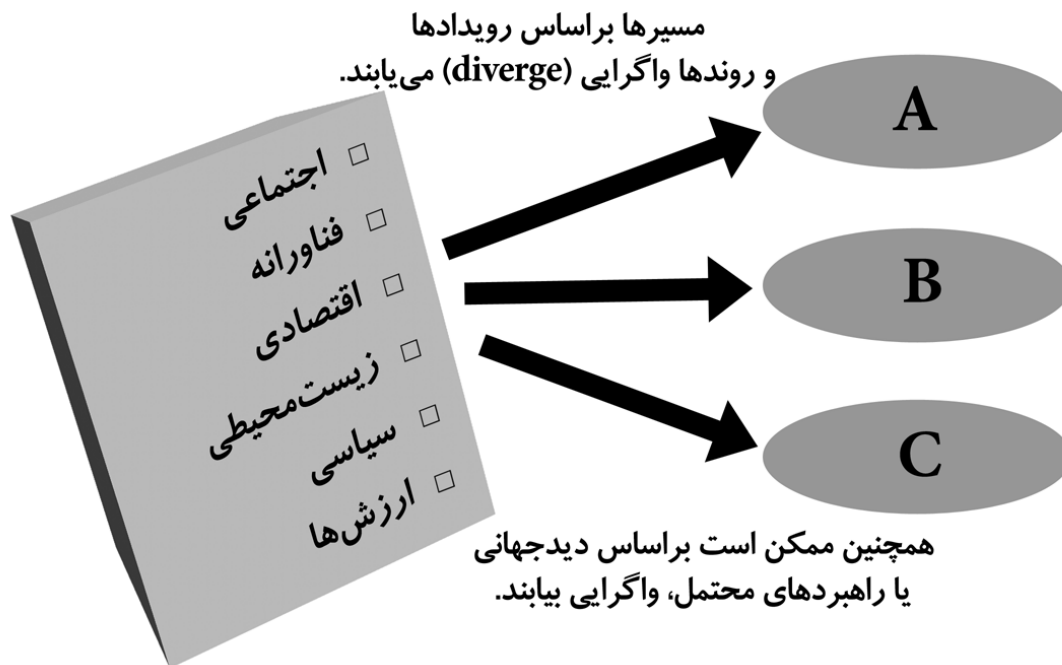 مسیرها براساس رویدادها
و روندها واگرایی (diverge) می‌یابند.
□ اجتماعی
□ فناورانه
□ اقتصادی
□ زیست‌محیطی
□ سیاسی
□ ارزش‌ها
A
B
C
همچنین ممکن است براساس دیدجهانی
یا راهبردهای محتمل، واگرایی بیابند.